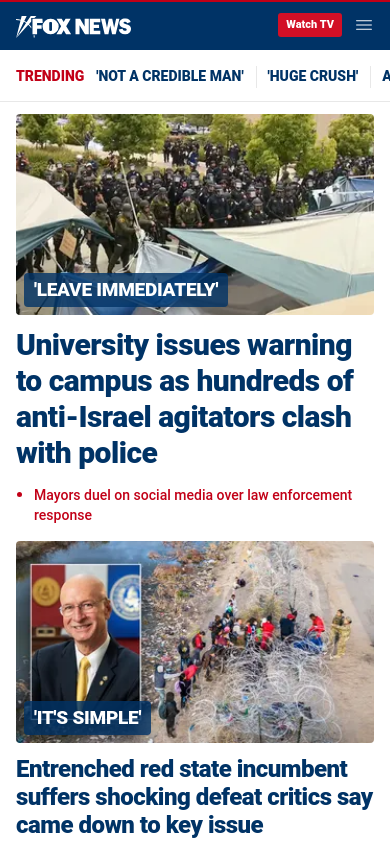 FOX NEWS
Watch TV
TRENDING 'NOT A CREDIBLE MAN' 'HUGE CRUSH' A
'LEAVE IMMEDIATELY'
University issues warning
to campus as hundreds of
anti-Israel agitators clash
with police
• Mayors duel on social media over law enforcement
response
'IT'S SIMPLE'
Entrenched red state incumbent
suffers shocking defeat critics say
came down to key issue